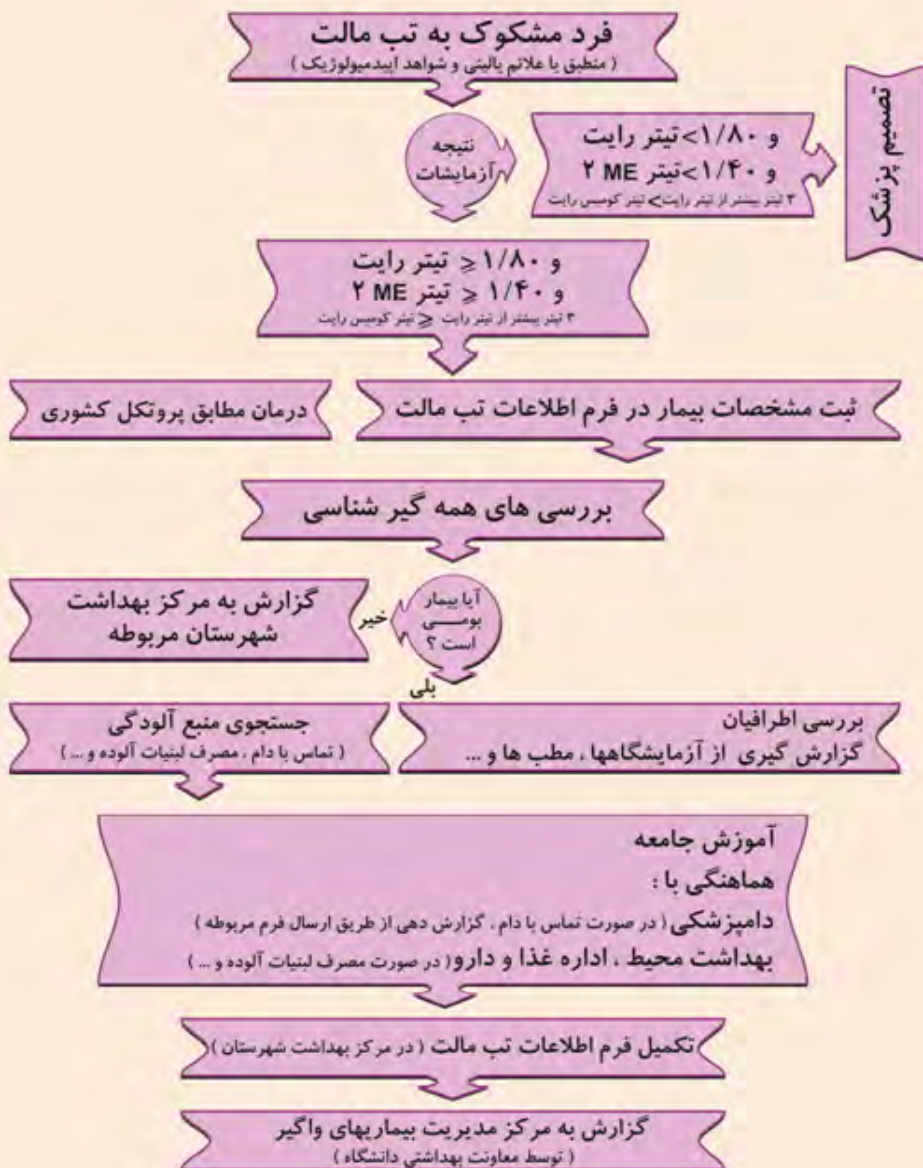 فرد مشکوک به تب مالت
( منطبق با علائم بالینی و شواهد اپیدمیولوژیک )
نتیجه
آزمایشات
و ۱/۸۰>تیتر رایت
و ۱/۴۰>تیتر ۲ ME
۳ تیتر بیشتر از تیتر رایت> تیتر کومبس رایت
تصمیم پزشک
و ۱/۸۰ ≤ تیتر رایت
و ۱/۴۰ ≤ تیتر ۲ ME
۳ تیتر بیشتر از تیتر رایت ≤ تیتر کومبس رایت
ثبت مشخصات بیمار در فرم اطلاعات تب مالت
درمان مطابق پروتکل کشوری
بررسی های همه گیر شناسی
آیا بیمار
بومـــی
است ؟
خیر
گزارش به مرکز بهداشت
شهرستان مربوطه
بلی
بررسی اطرافیان
گزارش گیری از آزمایشگاهها ، مطب ها و ...
جستجوی منبع آلودگی
( تماس با دام ، مصرف لبنیات آلوده و ... )
آموزش جامعه
هماهنگی با :
دامپزشکی ( در صورت تماس با دام ، گزارش دهی از طریق ارسال فرم مربوطه )
بهداشت محیط ، اداره غذا و دارو ( در صورت مصرف لبنیات آلوده و ... )
تکمیل فرم اطلاعات تب مالت ( در مرکز بهداشت شهرستان )
گزارش به مرکز مدیریت بیماریهای واگیر
( توسط معاونت بهداشتی دانشگاه )